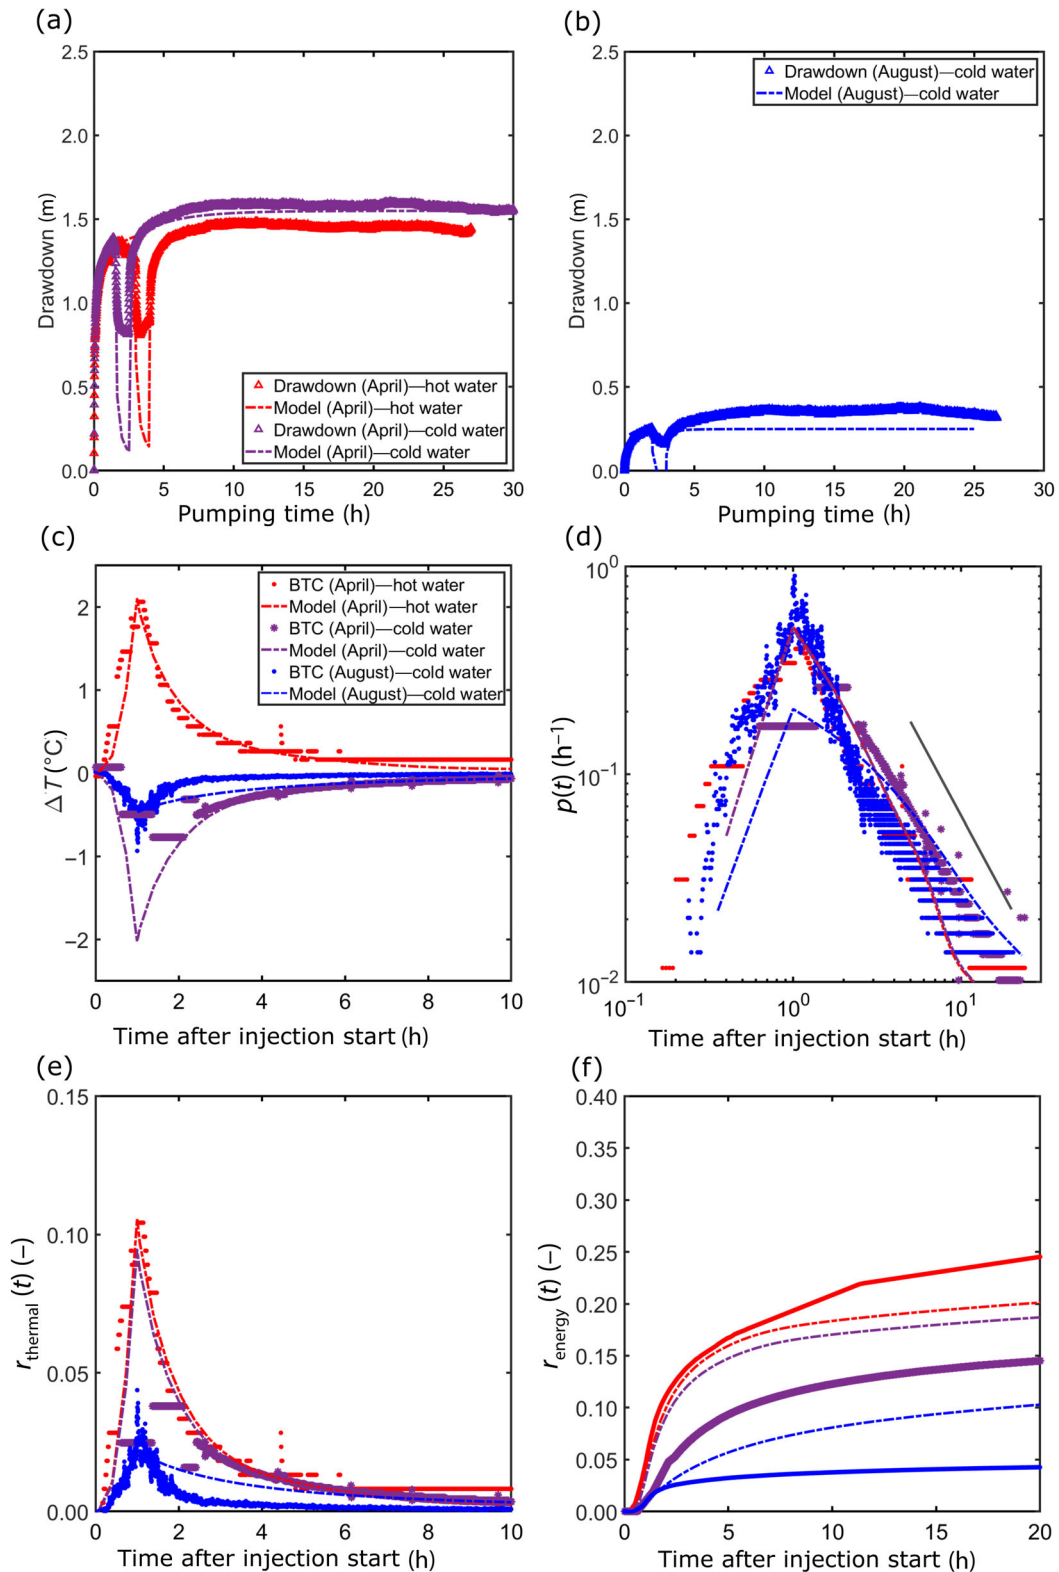 (a)
2.5
2.0
1.5
1.0
0.5
0.0
Drawdown (m)
Drawdown (April)—hot water
Model (April)—hot water
Drawdown (April)—cold water
Model (April)—cold water
0 5 10 15 20 25 30
Pumping time (h)
(b)
2.5
2.0
1.5
1.0
0.5
0.0
Drawdown (m)
Drawdown (August)—cold water
Model (August)—cold water
0 5 10 15 20 25 30
Pumping time (h)
(c)
2
1
0
−1
−2
Δ T (°C)
BTC (April)—hot water
Model (April)—hot water
BTC (April)—cold water
Model (April)—cold water
BTC (August)—cold water
Model (August)—cold water
0 2 4 6 8 10
Time after injection start (h)
(d)
10⁰
10⁻¹
10⁻²
p(t) (h⁻¹)
10⁻¹ 10⁰ 10¹
Time after injection start (h)
(e)
0.15
0.10
0.05
0.00
r_thermal (t) (−)
0 2 4 6 8 10
Time after injection start (h)
(f)
0.40
0.35
0.30
0.25
0.20
0.15
0.10
0.05
0.00
r_energy (t) (−)
0 5 10 15 20
Time after injection start (h)